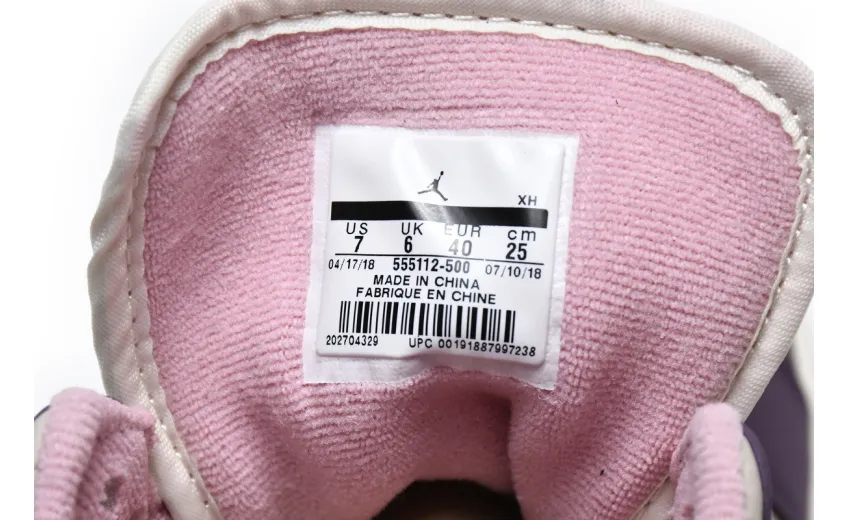 XH
US UK EUR cm
7 6 40 25
04/17/18 555112-500 07/10/18
MADE IN CHINA
FABRIQUE EN CHINE
202704329 UPC 00191887997238